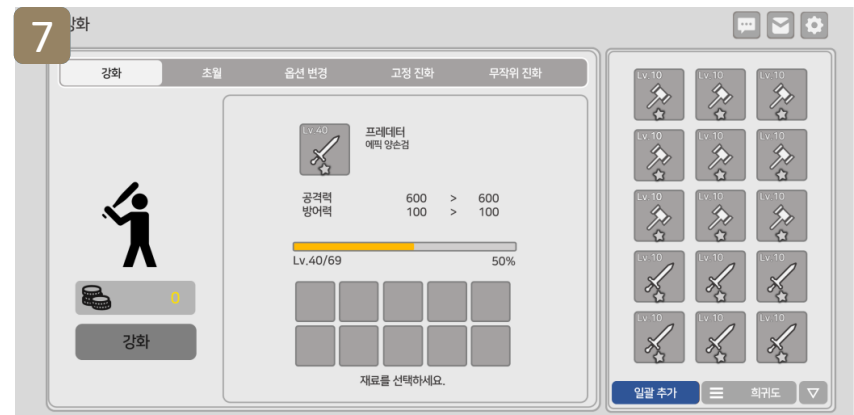 7
강화
강화 초월 옵션 변경 고정 진화 무작위 진화
Lv.40
프레데터
에픽 양손검
공격력 600 > 600
방어력 100 > 100
Lv.40/69 50%
재료를 선택하세요.
0
강화
Lv.10 Lv.10 Lv.10
Lv.10 Lv.10 Lv.10
Lv.10 Lv.10 Lv.10
Lv.10 Lv.10 Lv.10
Lv.10 Lv.10 Lv.10
일괄 추가 희귀도